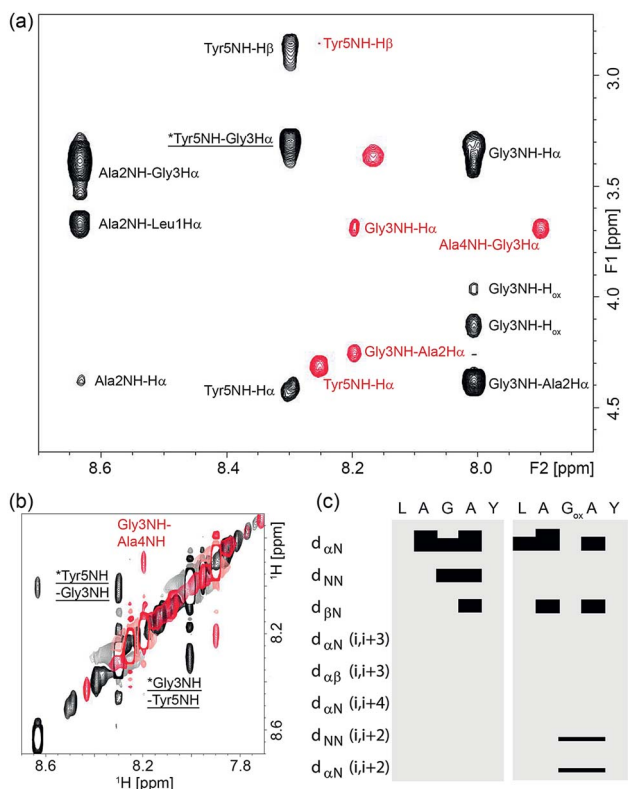 (a)
Tyr5NH-Hβ
Tyr5NH-Hβ
3.0
*Tyr5NH-Gly3Hα
Gly3NH-Hα
Ala2NH-Gly3Hα
3.5
Ala2NH-Leu1Hα
Gly3NH-Hα
Ala4NH-Gly3Hα
F1 [ppm]
Gly3NH-Hox
4.0
Gly3NH-Hox
Gly3NH-Ala2Hα
Ala2NH-Hα
Tyr5NH-Hα
Tyr5NH-Hα
Gly3NH-Ala2Hα
4.5
8.6 8.4 8.2 8.0 F2 [ppm]
(b)
Gly3NH-
Ala4NH
*Tyr5NH
-Gly3NH
*Gly3NH
-Tyr5NH
¹H [ppm]
8.2
8.6
8.6 8.2 7.8
¹H [ppm]
(c)
L A G A Y L A Gox A Y
dαN
dNN
dβN
dαN (i,i+3)
dαβ (i,i+3)
dαN (i,i+4)
dNN (i,i+2)
dαN (i,i+2)